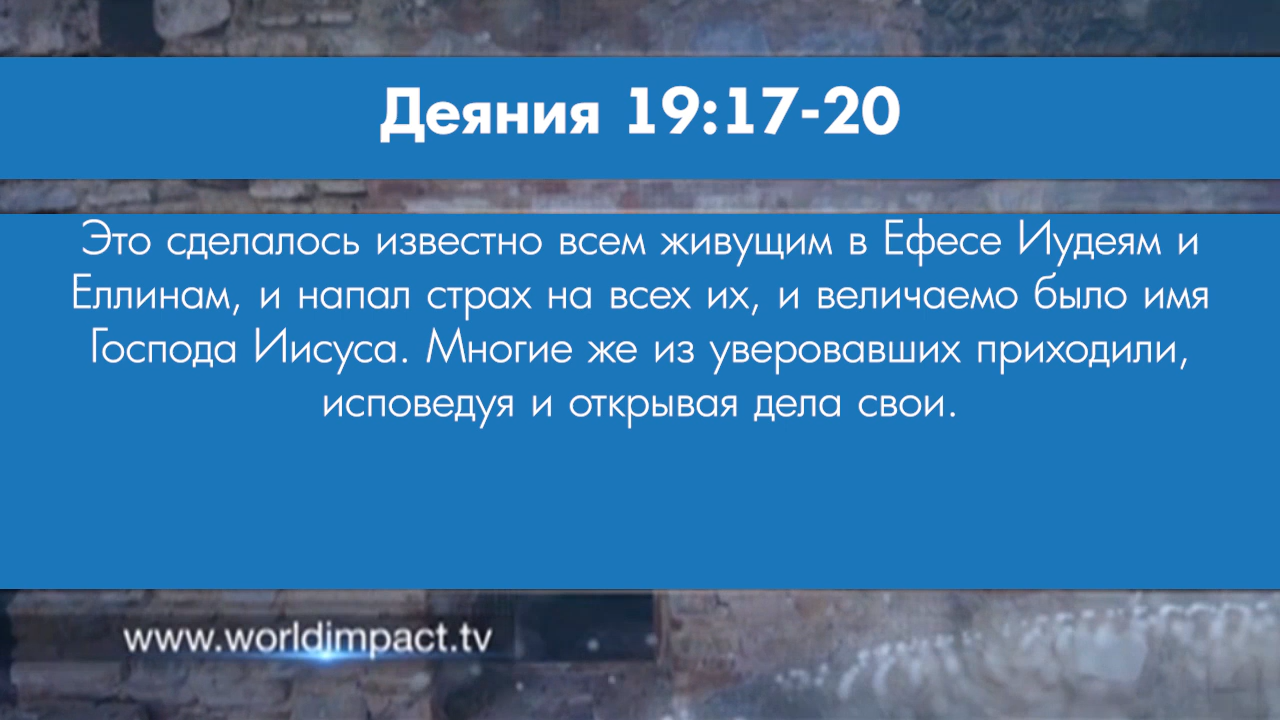 Деяния 19:17-20
Это сделалось известно всем живущим в Ефесе Иудеям и
Еллинам, и напал страх на всех их, и величаемо было имя
Господа Иисуса. Многие же из уверовавших приходили,
исповедуя и открывая дела свои.
www.worldimpact.tv